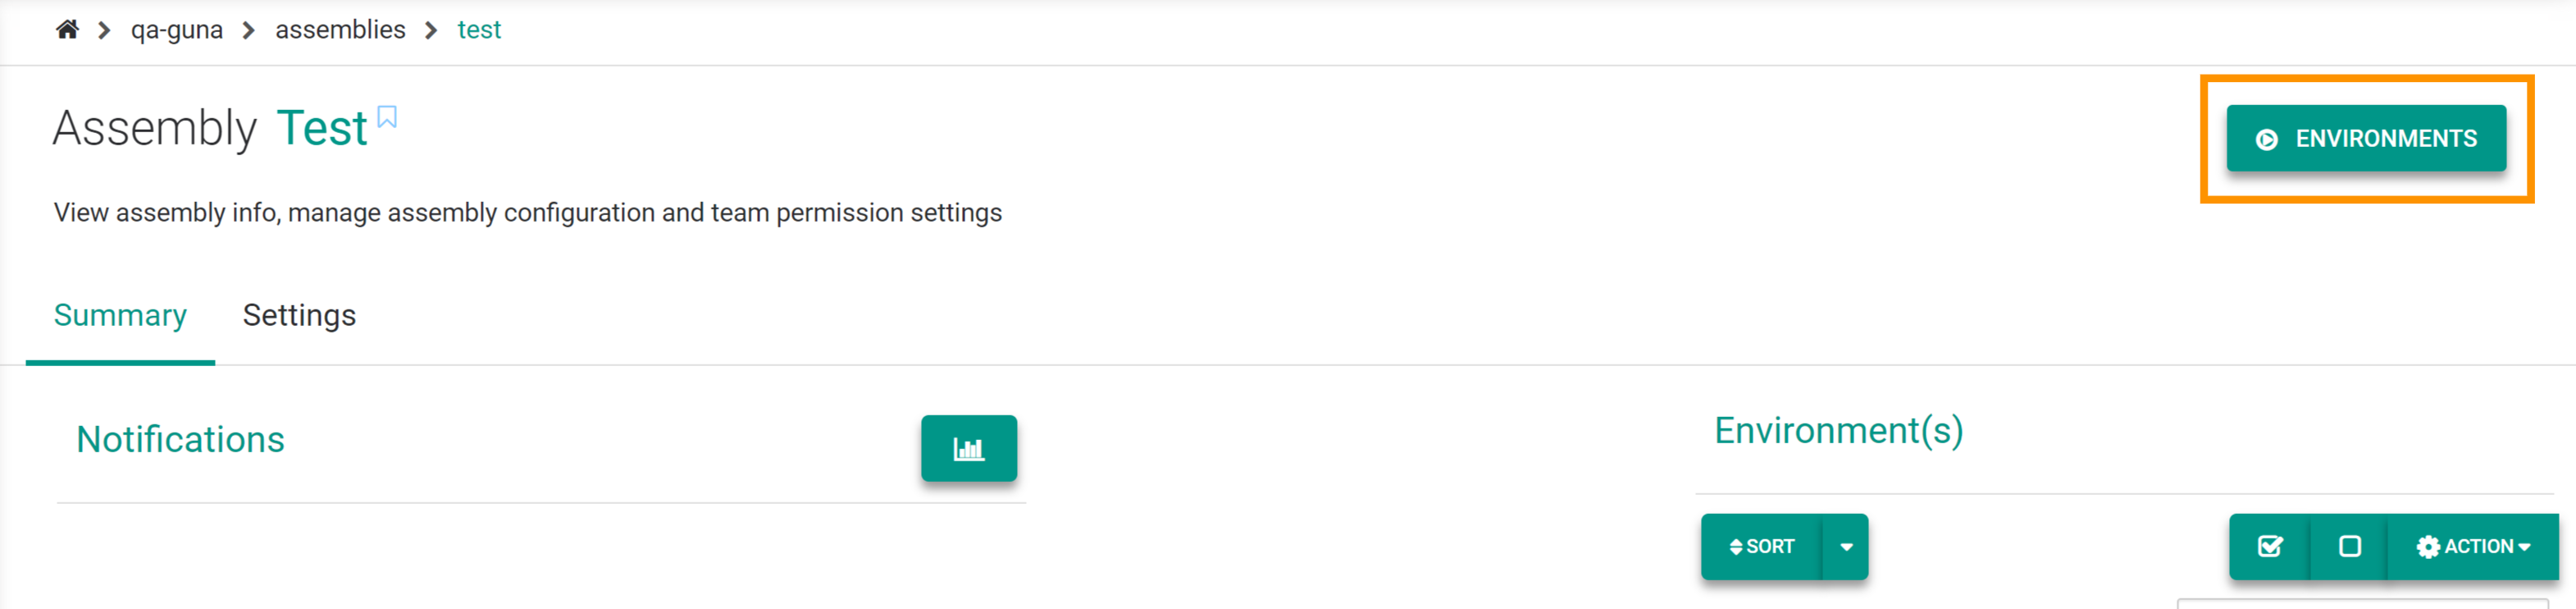 qa-guna assemblies test
Assembly Test
ENVIRONMENTS
View assembly info, manage assembly configuration and team permission settings
Summary Settings
Notifications
Environment(s)
SORT
ACTION